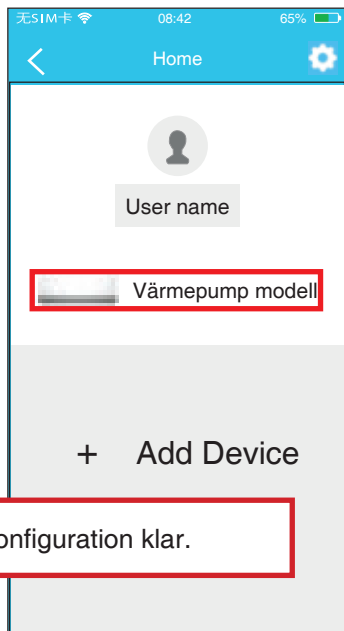 无SIM卡 08:42 65%
Home
User name
Värmepump modell
+ Add Device
onfiguration klar.